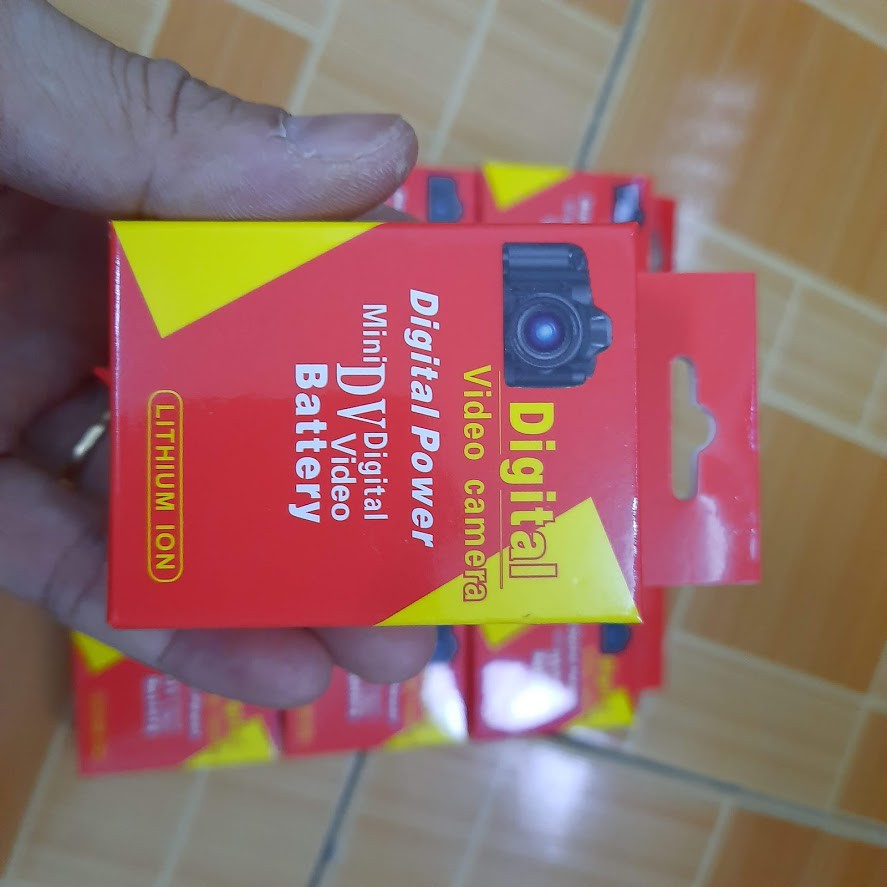 Digital
Video camera
Digital Power
Mini DV Digital Video
Battery
LITHIUM ION